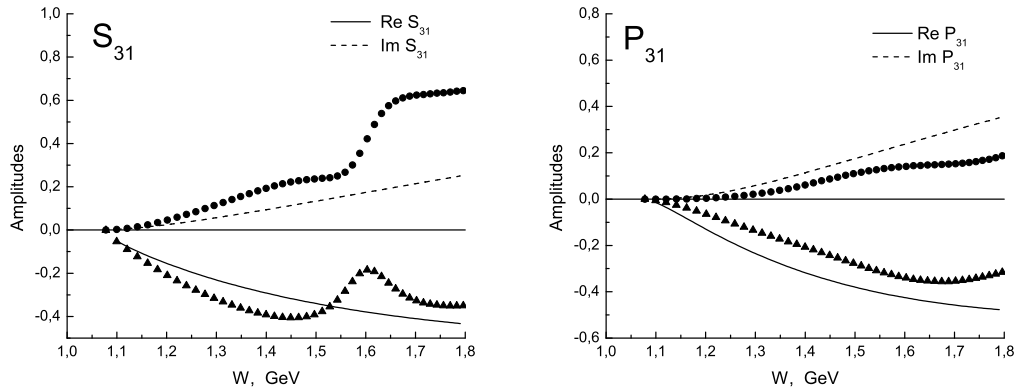 S31
Re S31
Im S31
1,0
0,8
0,6
0,4
0,2
0,0
-0,2
-0,4
Amplitudes
1,0 1,1 1,2 1,3 1,4 1,5 1,6 1,7 1,8
W, GeV
P31
Re P31
Im P31
0,8
0,6
0,4
0,2
0,0
-0,2
-0,4
-0,6
Amplitudes
1,0 1,1 1,2 1,3 1,4 1,5 1,6 1,7 1,8
W, GeV